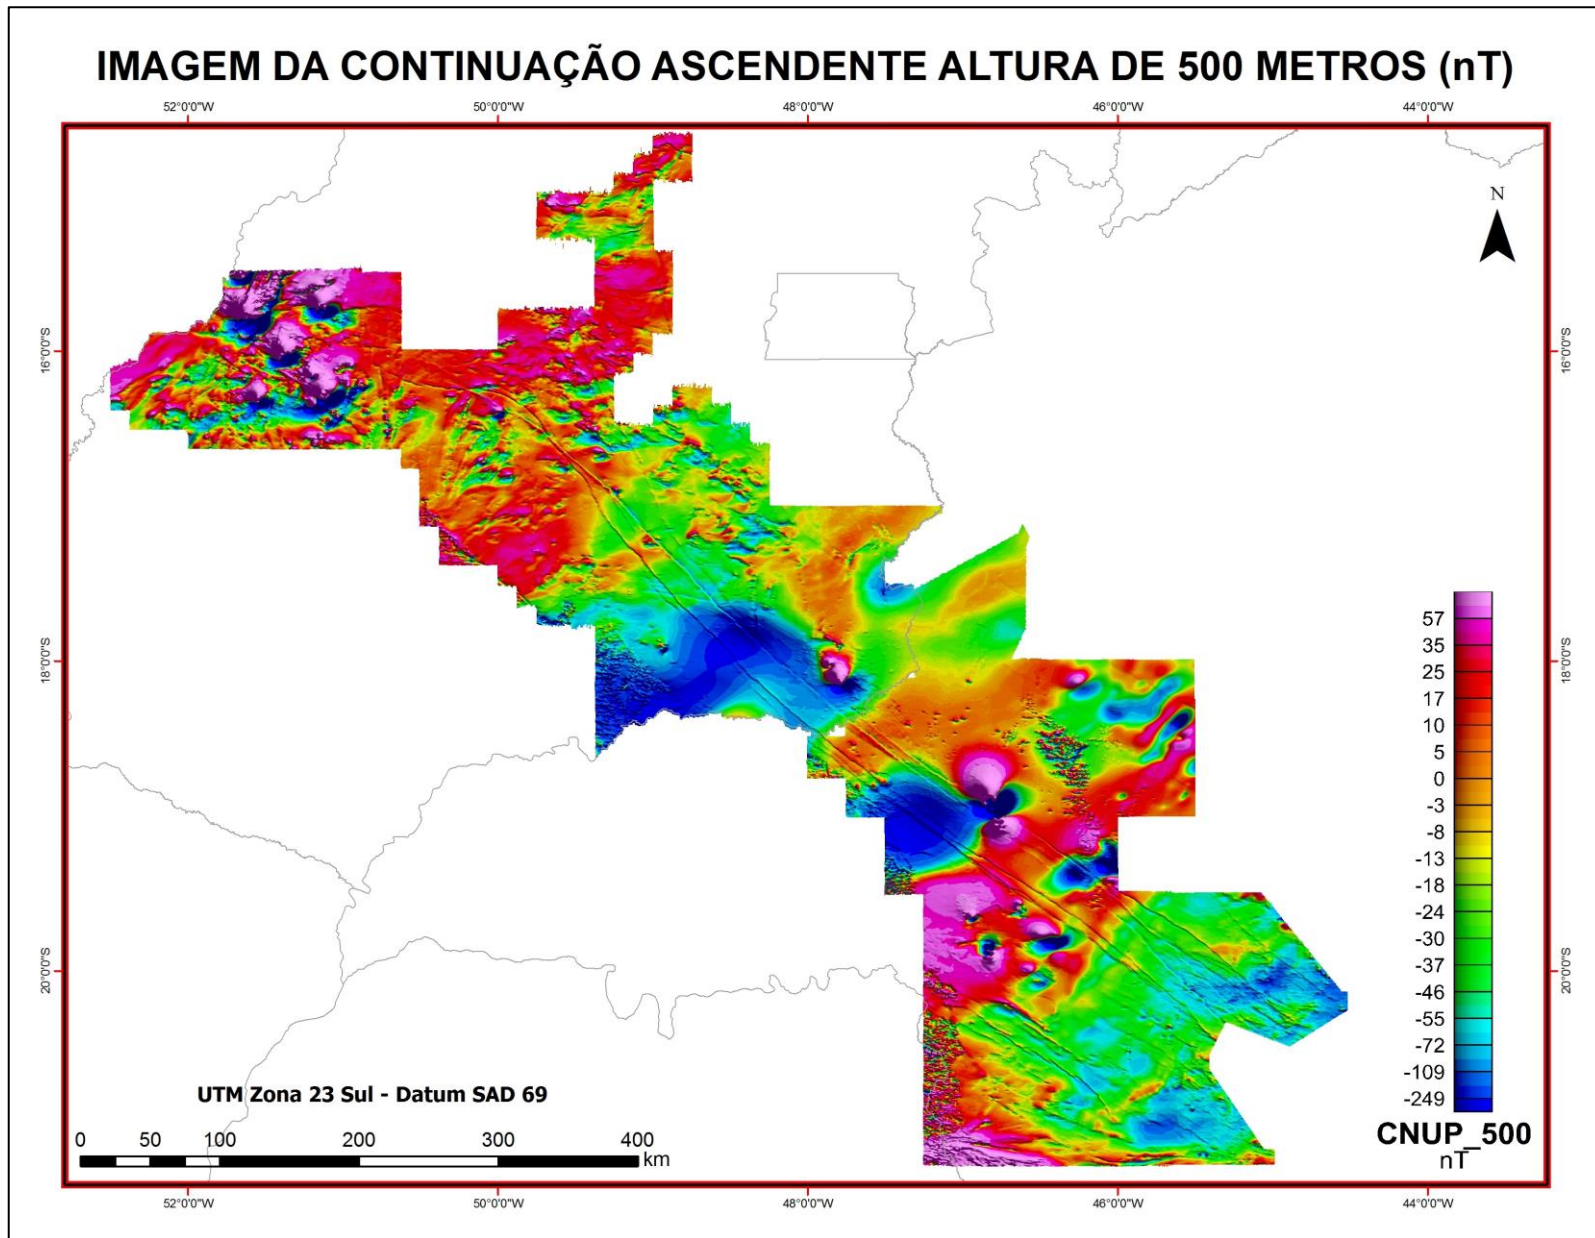 IMAGEM DA CONTINUAÇÃO ASCENDENTE ALTURA DE 500 METROS (nT)
52°0'0"W 50°0'0"W 48°0'0"W 46°0'0"W 44°0'0"W
N
16°0'0"S 16°0'0"S
18°0'0"S 18°0'0"S
20°0'0"S 20°0'0"S
57
35
25
17
10
5
0
-3
-8
-13
-18
-24
-30
-37
-46
-55
-72
-109
-249
CNUP_500
nT
UTM Zona 23 Sul - Datum SAD 69
0 50 100 200 300 400
km
52°0'0"W 50°0'0"W 48°0'0"W 46°0'0"W 44°0'0"W